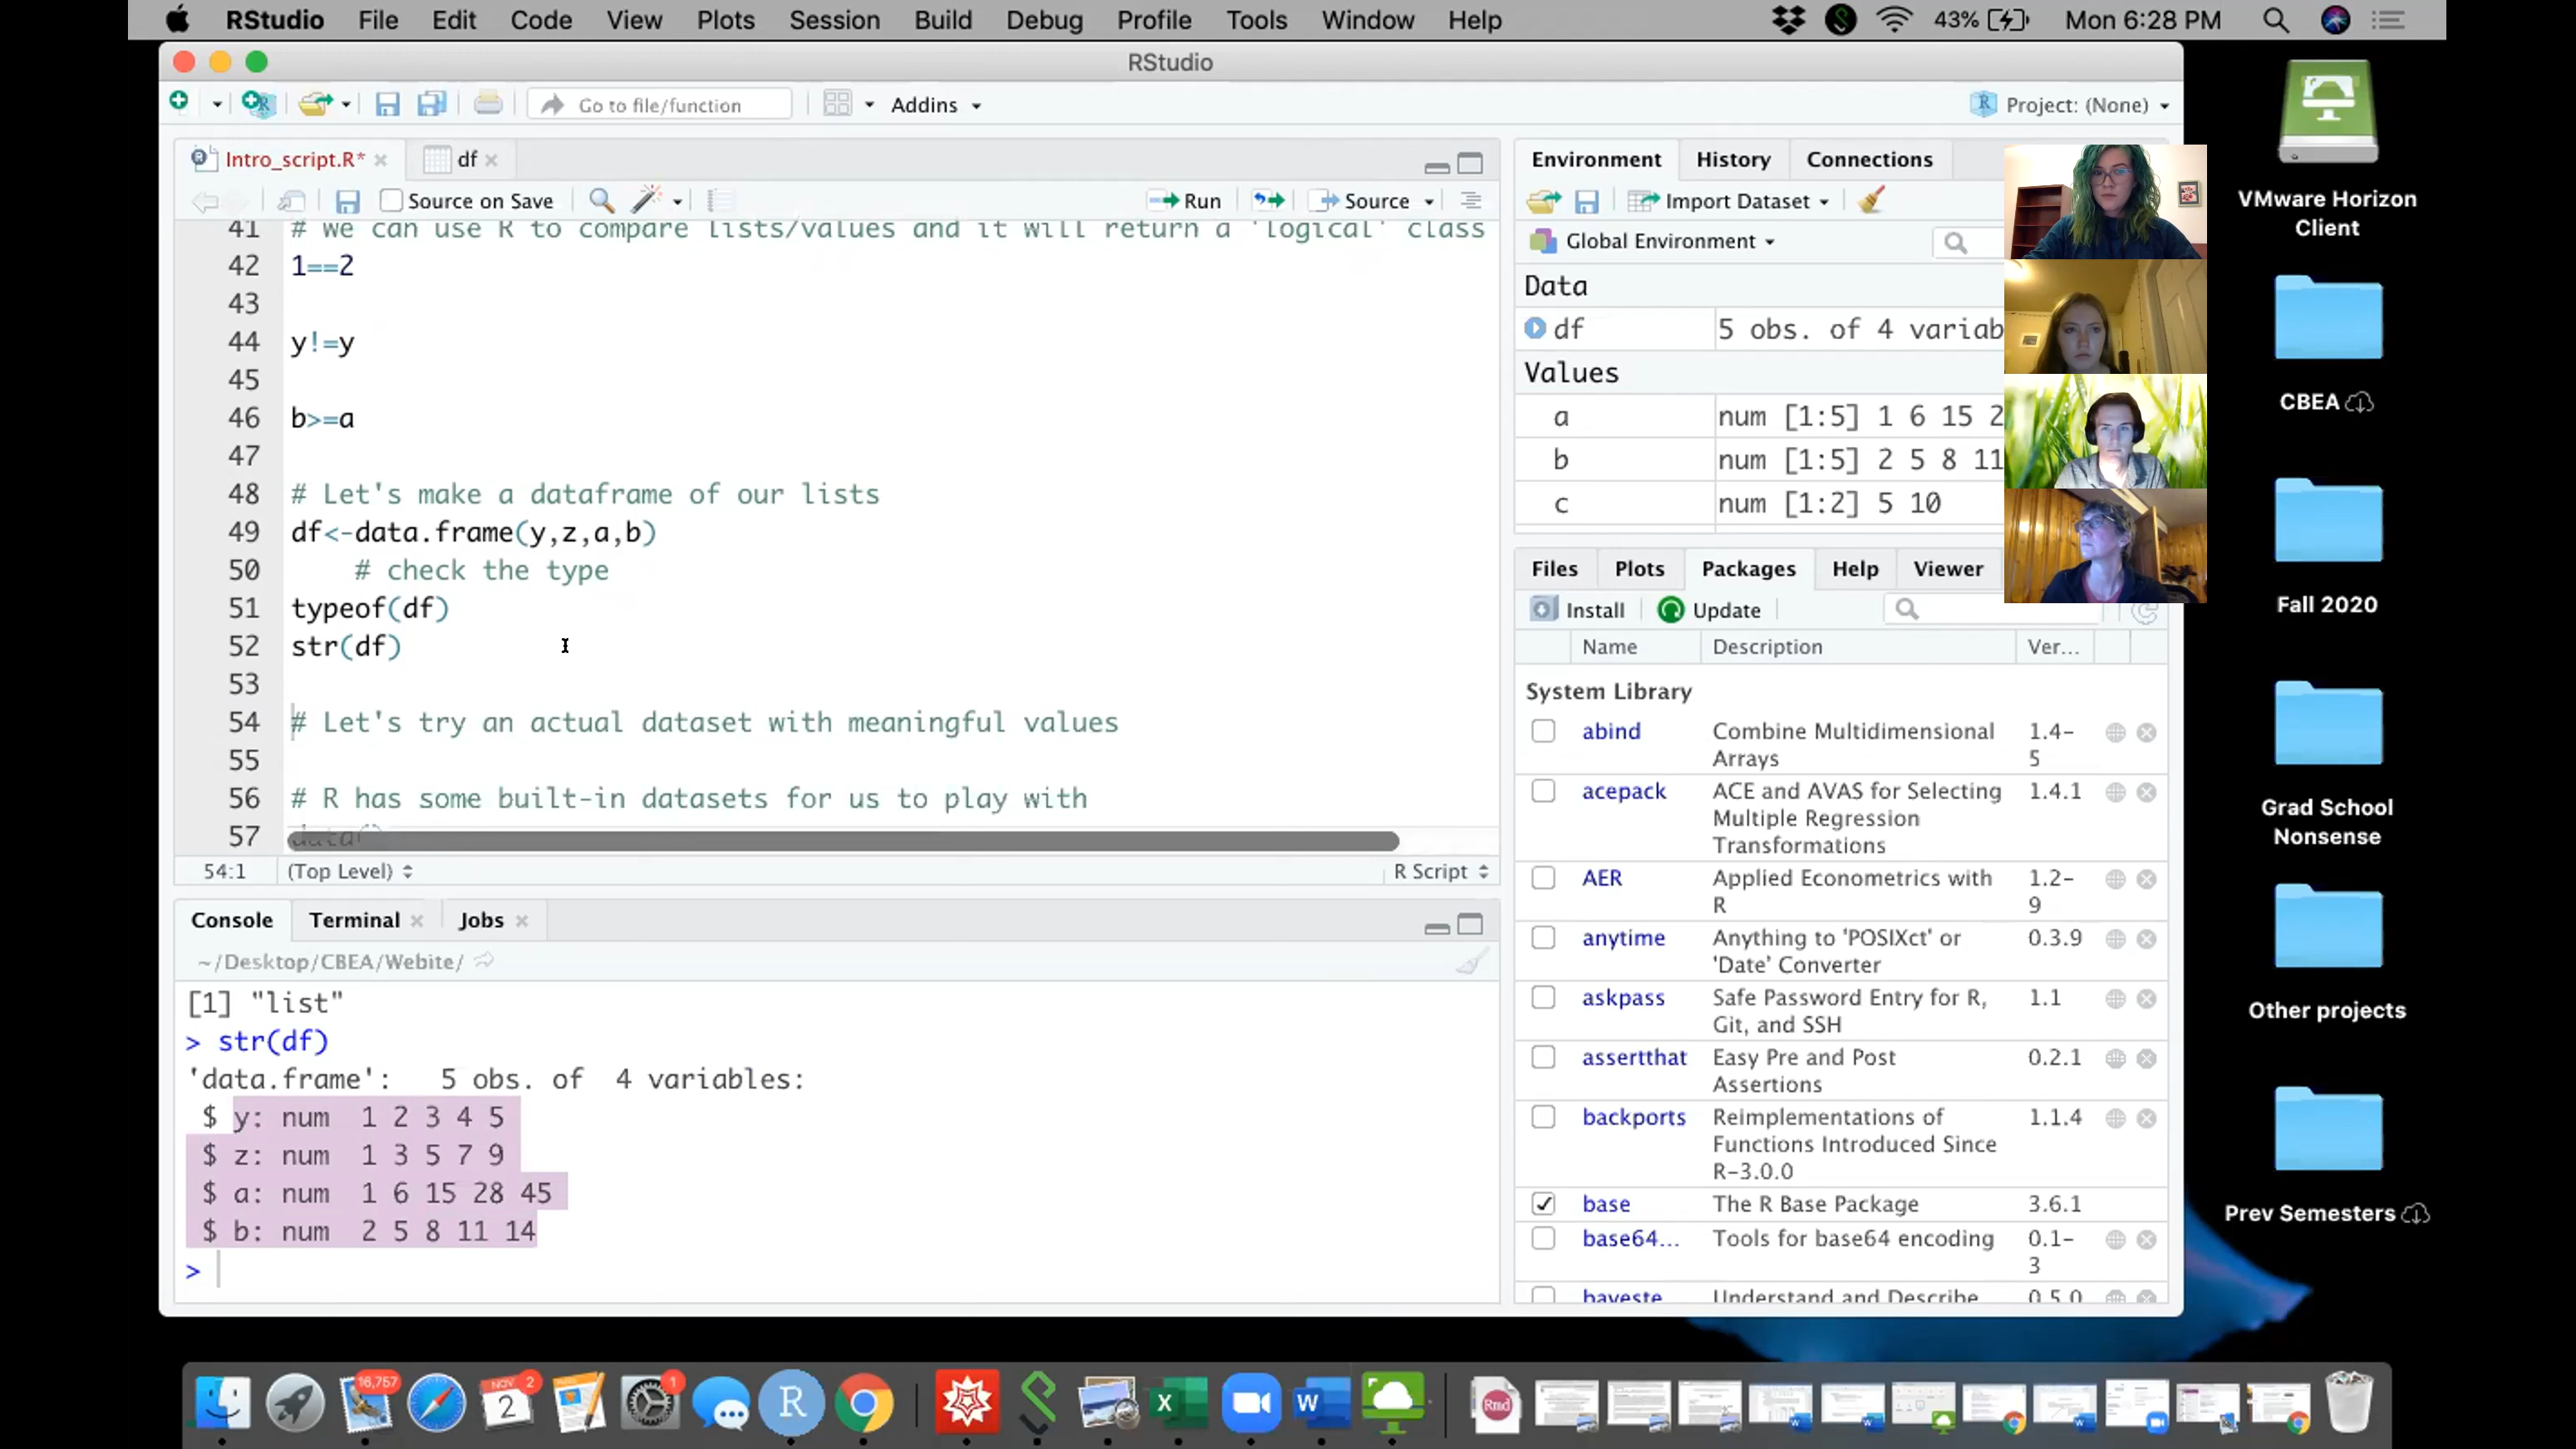 RStudio File Edit Code View Plots Session Build Debug Profile Tools Window Help 43% Mon 6:28 PM
RStudio
Go to file/function Addins Project: (None)
Intro_script.R* df
Source on Save Run Source
41 # We can use R to compare lists/values and it will return a 'logical' class
42 1==2
43
44 y!=y
45
46 b>=a
47
48 # Let's make a dataframe of our lists
49 df<-data.frame(y,z,a,b)
50 # check the type
51 typeof(df)
52 str(df)
53
54 # Let's try an actual dataset with meaningful values
55
56 # R has some built-in datasets for us to play with
57 data()
54:1 (Top Level) R Script
Console Terminal Jobs
~/Desktop/CBEA/Webite/
[1] "list"
> str(df)
'data.frame': 5 obs. of 4 variables:
$ y: num 1 2 3 4 5
$ z: num 1 3 5 7 9
$ a: num 1 6 15 28 45
$ b: num 2 5 8 11 14
>
Environment History Connections
Import Dataset
Global Environment
Data
df 5 obs. of 4 variab
Values
a num [1:5] 1 6 15 2
b num [1:5] 2 5 8 11
c num [1:2] 5 10
Files Plots Packages Help Viewer
Install Update
Name Description Ver...
System Library
abind Combine Multidimensional 1.4-
Arrays 5
acepack ACE and AVAS for Selecting 1.4.1
Multiple Regression
Transformations
AER Applied Econometrics with 1.2-
R 9
anytime Anything to 'POSIXct' or 0.3.9
'Date' Converter
askpass Safe Password Entry for R, 1.1
Git, and SSH
assertthat Easy Pre and Post 0.2.1
Assertions
backports Reimplementations of 1.1.4
Functions Introduced Since
R-3.0.0
base The R Base Package 3.6.1
base64... Tools for base64 encoding 0.1-
3
bayeste Understand and Describe 0.5.0
VMware Horizon
Client
CBEA
Fall 2020
Grad School
Nonsense
Other projects
Prev Semesters
16,757
NOV 2
2
1
R
X
W
Rmd